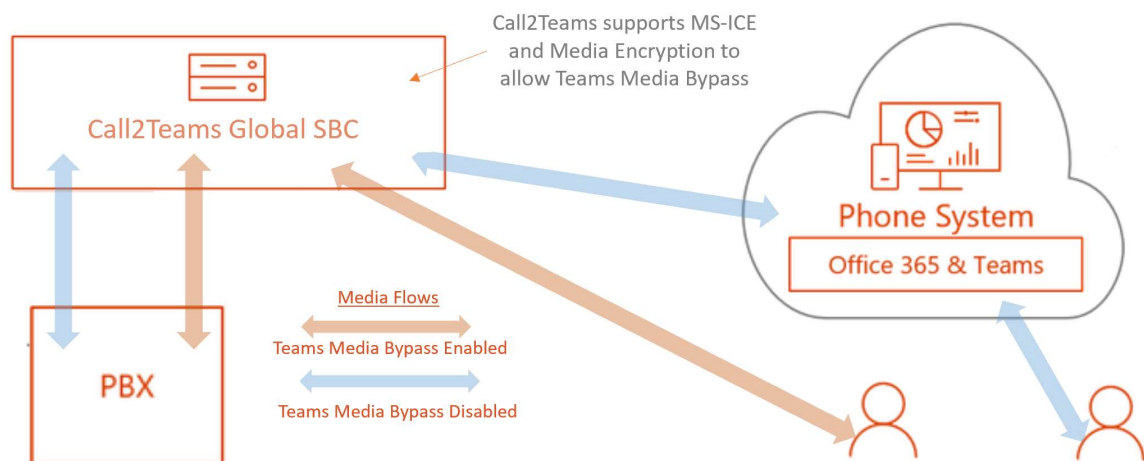 Call2Teams supports MS-ICE
and Media Encryption to
allow Teams Media Bypass
Call2Teams Global SBC
Phone System
Office 365 & Teams
Media Flows
Teams Media Bypass Enabled
Teams Media Bypass Disabled
PBX